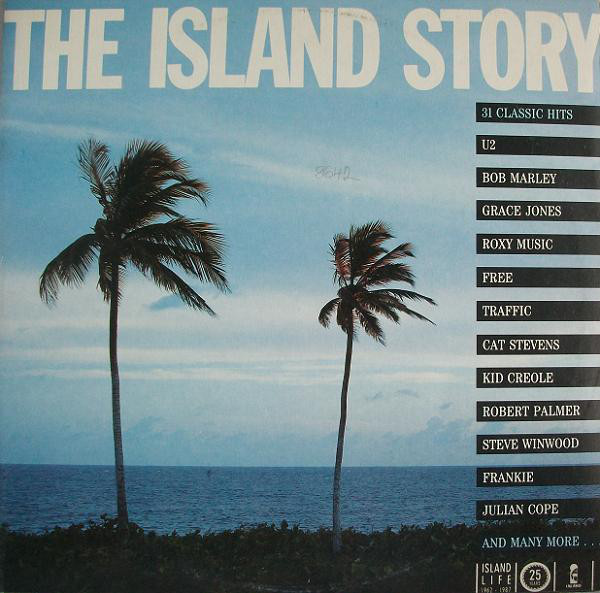 THE ISLAND STORY
31 CLASSIC HITS
U2
BOB MARLEY
GRACE JONES
ROXY MUSIC
FREE
TRAFFIC
CAT STEVENS
KID CREOLE
ROBERT PALMER
STEVE WINWOOD
FRANKIE
JULIAN COPE
AND MANY MORE . . .
ISLAND
LIFE
1962 - 1987
25
YEARS